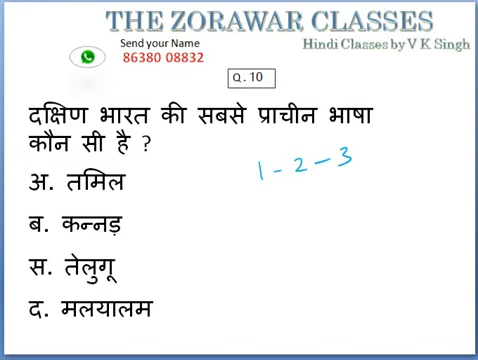 THE ZORAWAR CLASSES
Send your Name
Hindi Classes by V K Singh
86380 08832
Q. 10
दक्षिण भारत की सबसे प्राचीन भाषा
कौन सी है ?
1 - 2 - 3
अ. तमिल
ब. कन्नड़
स. तेलुगू
द. मलयालम